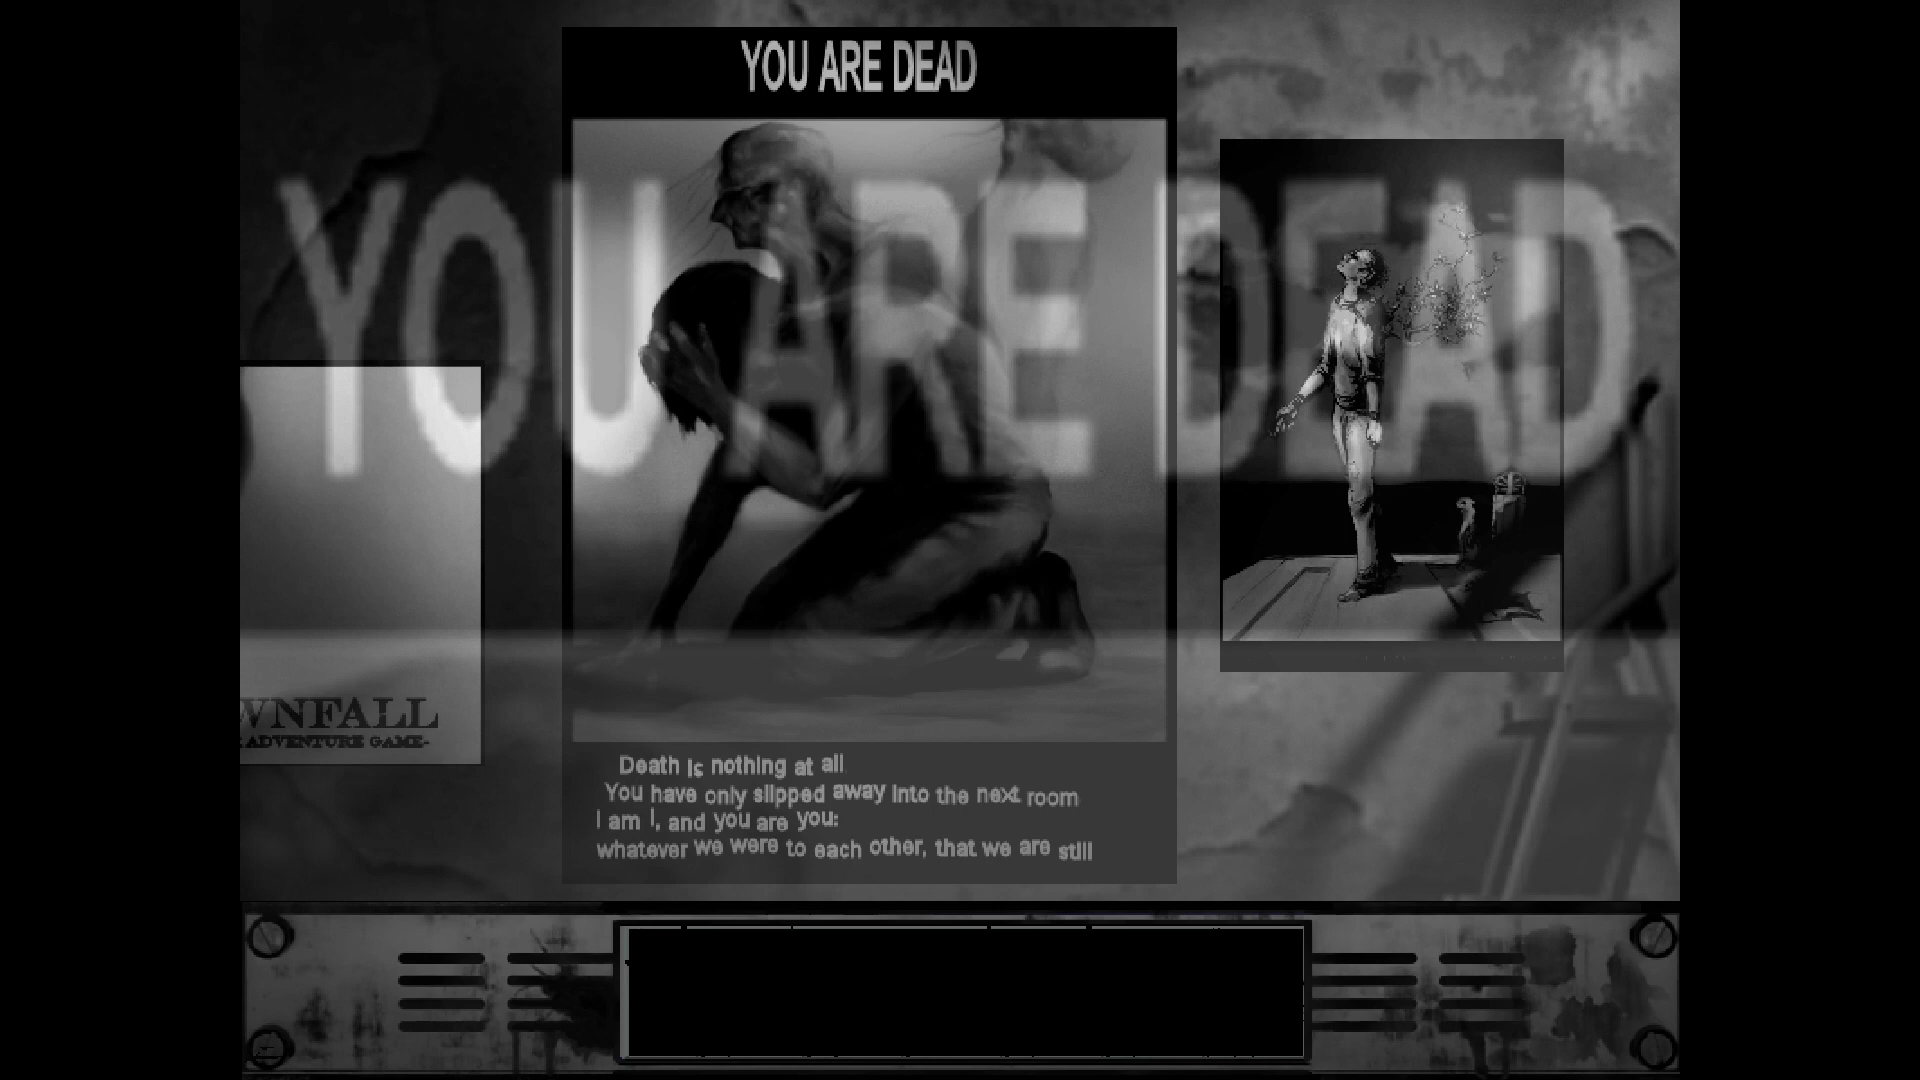 YOU ARE DEAD
YOU ARE DEAD
WNFALL
ADVENTURE GAME-
Death is nothing at all
You have only slipped away into the next room
I am I, and you are you:
whatever we were to each other, that we are still